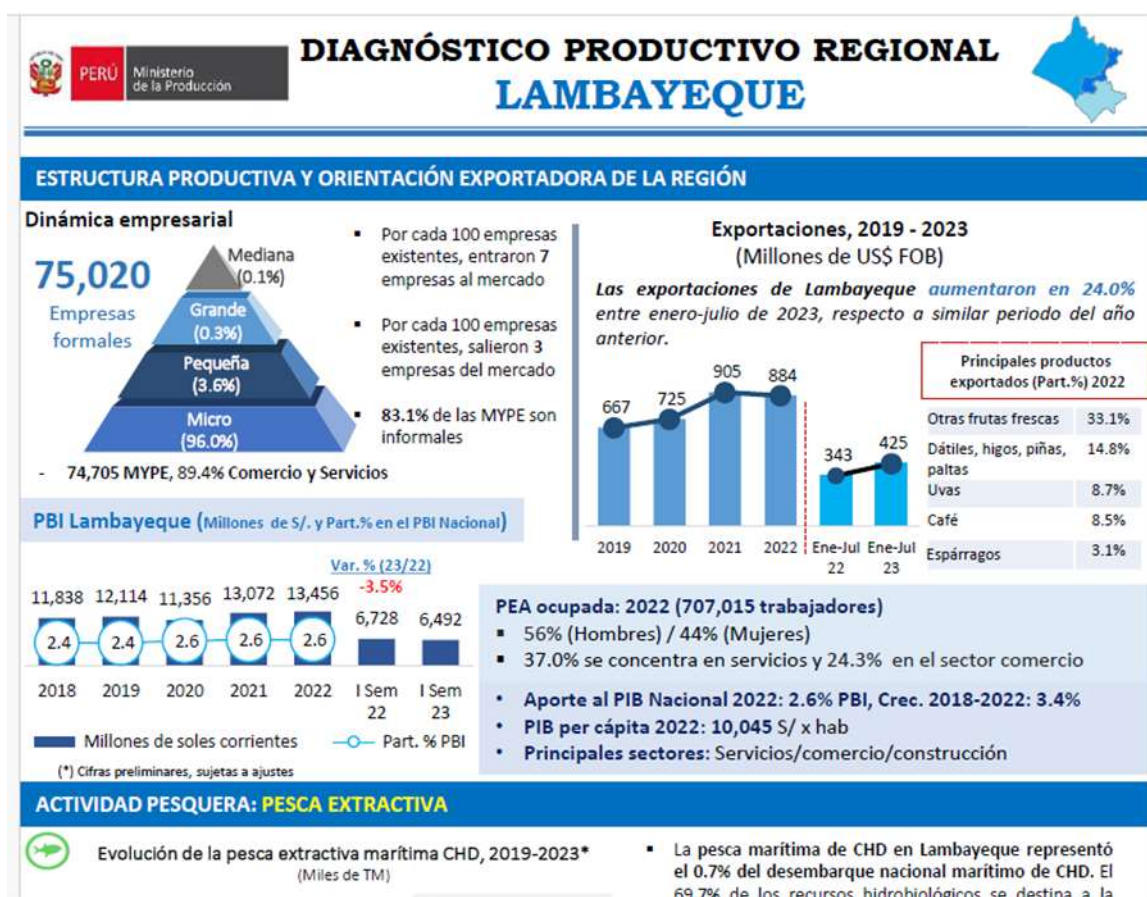 PERÚ
Ministerio
de la Producción
DIAGNÓSTICO PRODUCTIVO REGIONAL
LAMBAYEQUE
ESTRUCTURA PRODUCTIVA Y ORIENTACIÓN EXPORTADORA DE LA REGIÓN
Dinámica empresarial
75,020
Empresas
formales
Mediana
(0.1%)
Grande
(0.3%)
Pequeña
(3.6%)
Micro
(96.0%)
- 74,705 MYPE, 89.4% Comercio y Servicios
▪ Por cada 100 empresas
existentes, entraron 7
empresas al mercado
▪ Por cada 100 empresas
existentes, salieron 3
empresas del mercado
▪ 83.1% de las MYPE son
informales
Exportaciones, 2019 - 2023
(Millones de US$ FOB)
Las exportaciones de Lambayeque aumentaron en 24.0%
entre enero-julio de 2023, respecto a similar periodo del año
anterior.
667 725 905 884 343 425
2019 2020 2021 2022 Ene-Jul Ene-Jul
22 23
Principales productos
exportados (Part.%) 2022
Otras frutas frescas 33.1%
Dátiles, higos, piñas, 14.8%
paltas
Uvas 8.7%
Café 8.5%
Espárragos 3.1%
PBI Lambayeque (Millones de S/. y Part.% en el PBI Nacional)
Var. % (23/22)
-3.5%
11,838 12,114 11,356 13,072 13,456 6,728 6,492
2.4 2.4 2.6 2.6 2.6
2018 2019 2020 2021 2022 I Sem I Sem
22 23
Millones de soles corrientes Part. % PBI
(*) Cifras preliminares, sujetas a ajustes
PEA ocupada: 2022 (707,015 trabajadores)
▪ 56% (Hombres) / 44% (Mujeres)
▪ 37.0% se concentra en servicios y 24.3% en el sector comercio
• Aporte al PIB Nacional 2022: 2.6% PBI, Crec. 2018-2022: 3.4%
• PIB per cápita 2022: 10,045 S/ x hab
• Principales sectores: Servicios/comercio/construcción
ACTIVIDAD PESQUERA: PESCA EXTRACTIVA
Evolución de la pesca extractiva marítima CHD, 2019-2023*
(Miles de TM)
▪ La pesca marítima de CHD en Lambayeque representó
el 0.7% del desembarque nacional marítimo de CHD. El
69.7% de los recursos hidrobiológicos se destina a la